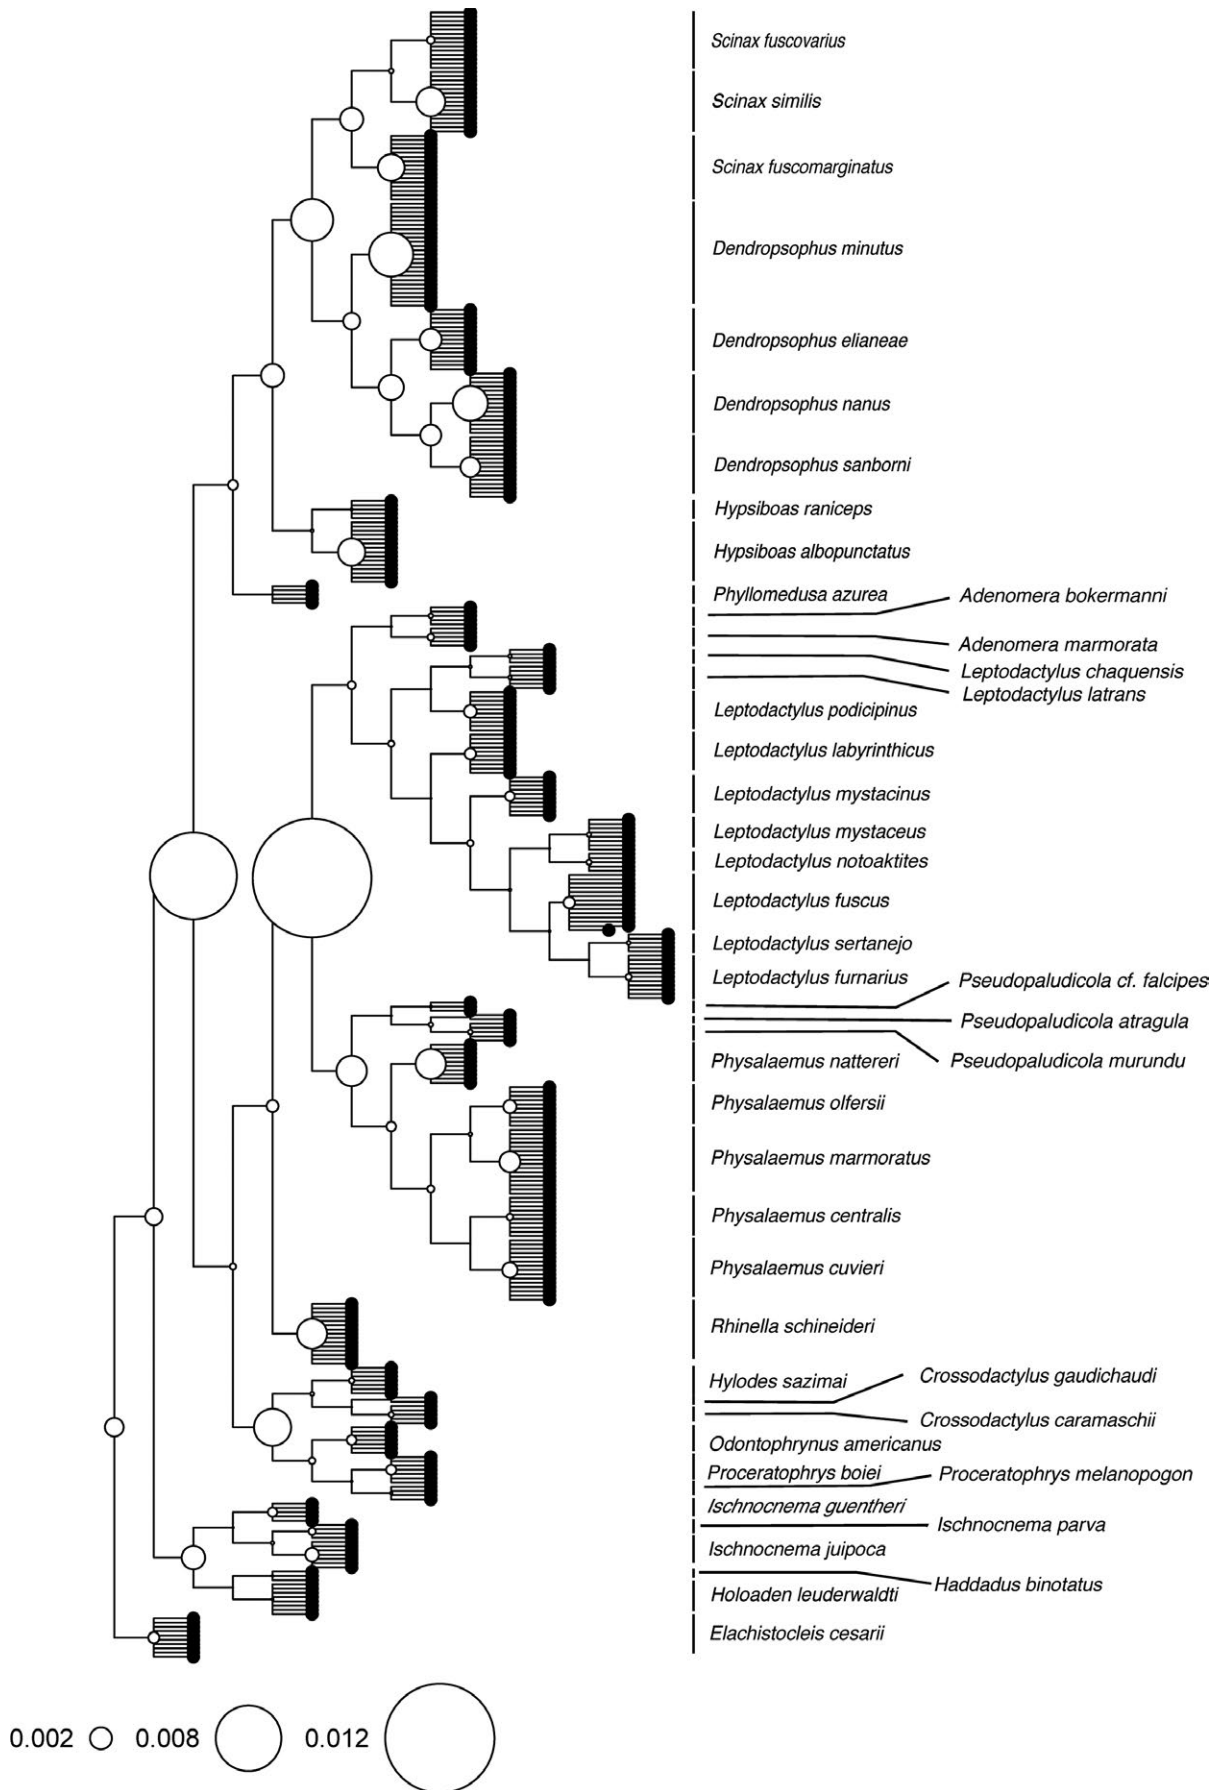 Scinax fuscovarius
Scinax similis
Scinax fuscomarginatus
Dendropsophus minutus
Dendropsophus elianeae
Dendropsophus nanus
Dendropsophus sanborni
Hypsiboas raniceps
Hypsiboas albopunctatus
Phyllomedusa azurea
Adenomera bokermanni
Adenomera marmorata
Leptodactylus chaquensis
Leptodactylus latrans
Leptodactylus podicipinus
Leptodactylus labyrinthicus
Leptodactylus mystacinus
Leptodactylus mystaceus
Leptodactylus notoaktites
Leptodactylus fuscus
Leptodactylus sertanejo
Leptodactylus furnarius
Pseudopaludicola cf. falcipes
Pseudopaludicola atragula
Pseudopaludicola murundu
Physalaemus nattereri
Physalaemus olfersii
Physalaemus marmoratus
Physalaemus centralis
Physalaemus cuvieri
Rhinella schineideri
Hylodes sazimai
Crossodactylus gaudichaudi
Crossodactylus caramaschii
Odontophrynus americanus
Proceratophrys boiei
Proceratophrys melanopogon
Ischnocnema guentheri
Ischnocnema parva
Ischnocnema juipoca
Haddadus binotatus
Holoaden leuderwaldti
Elachistocleis cesarii
0.002 0.008 0.012